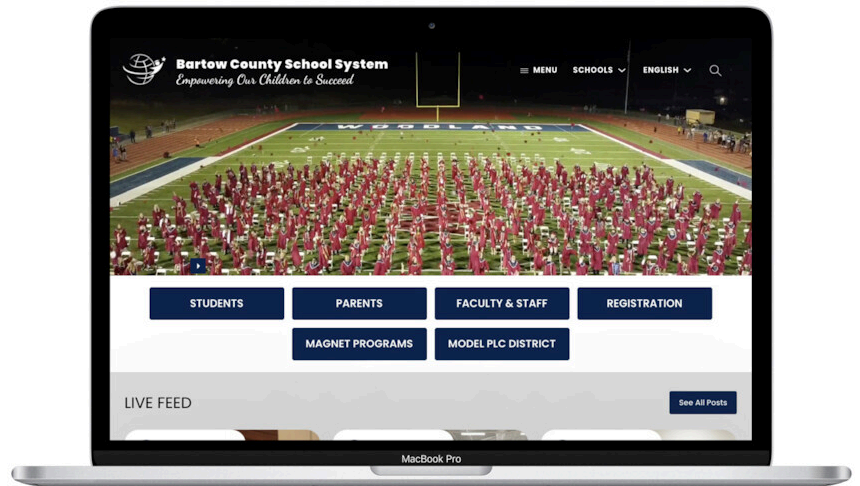 Bartow County School System
Empowering Our Children to Succeed
MENU SCHOOLS ENGLISH
WOODLAND
STUDENTS PARENTS FACULTY & STAFF REGISTRATION
MAGNET PROGRAMS MODEL PLC DISTRICT
LIVE FEED See All Posts
MacBook Pro